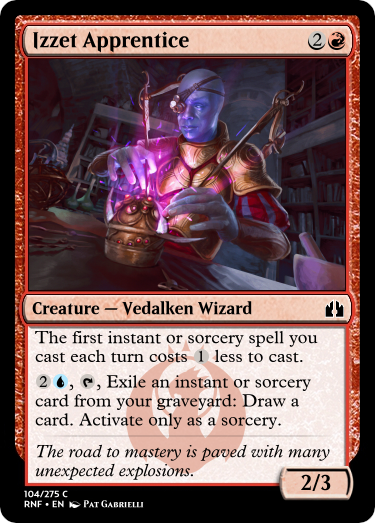 Izzet Apprentice 2
Creature — Vedalken Wizard
The first instant or sorcery spell you
cast each turn costs 1 less to cast.
2, , Exile an instant or sorcery
card from your graveyard: Draw a
card. Activate only as a sorcery.
The road to mastery is paved with many
unexpected explosions.
2/3
104/275 C
RNF • EN Pat Gabrielli